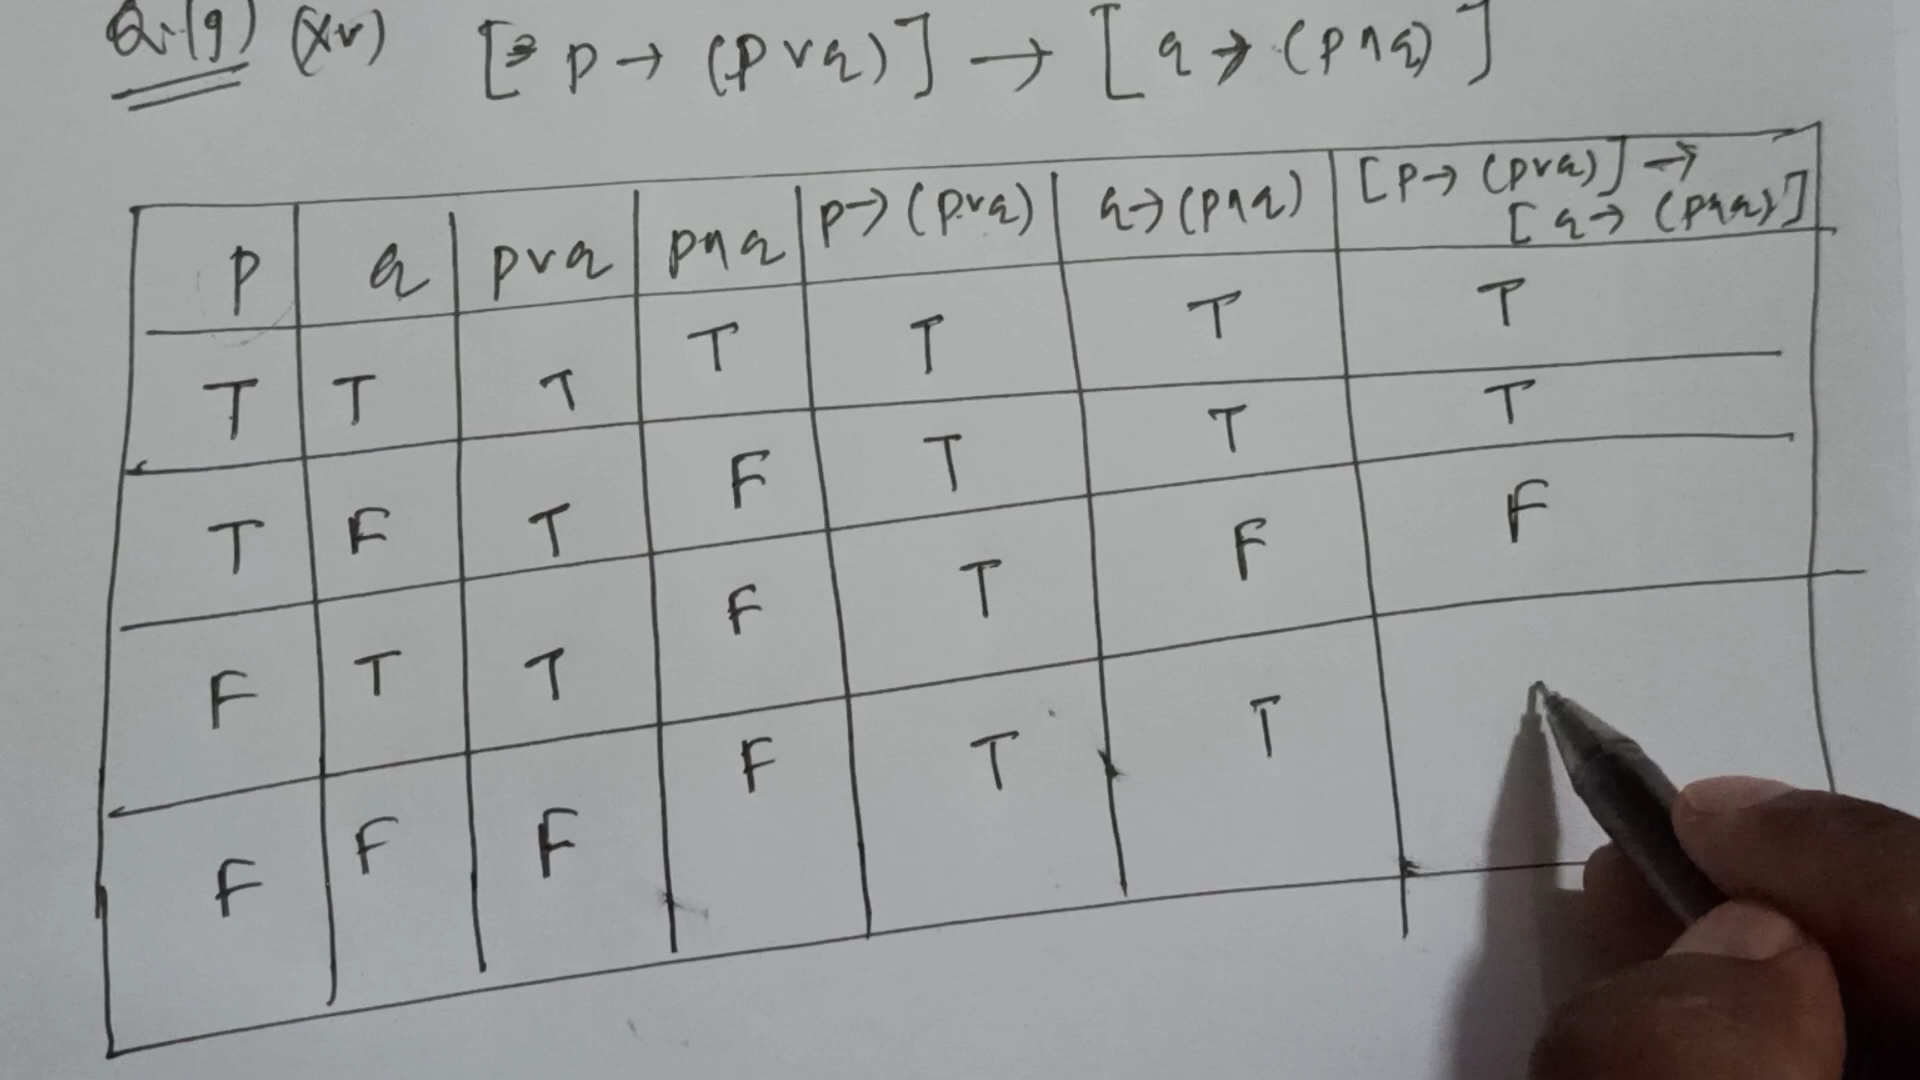 Q.(9) (xv) [ p → (p ∨ q) ] → [ q → (p ∧ q) ]
p q p∨q p∧q p→(p∨q) q→(p∧q) [p→(p∨q)]→
[q→(p∧q)]
T T T T T T T
T F T F T T T
F T T F T F F
F F F F T T